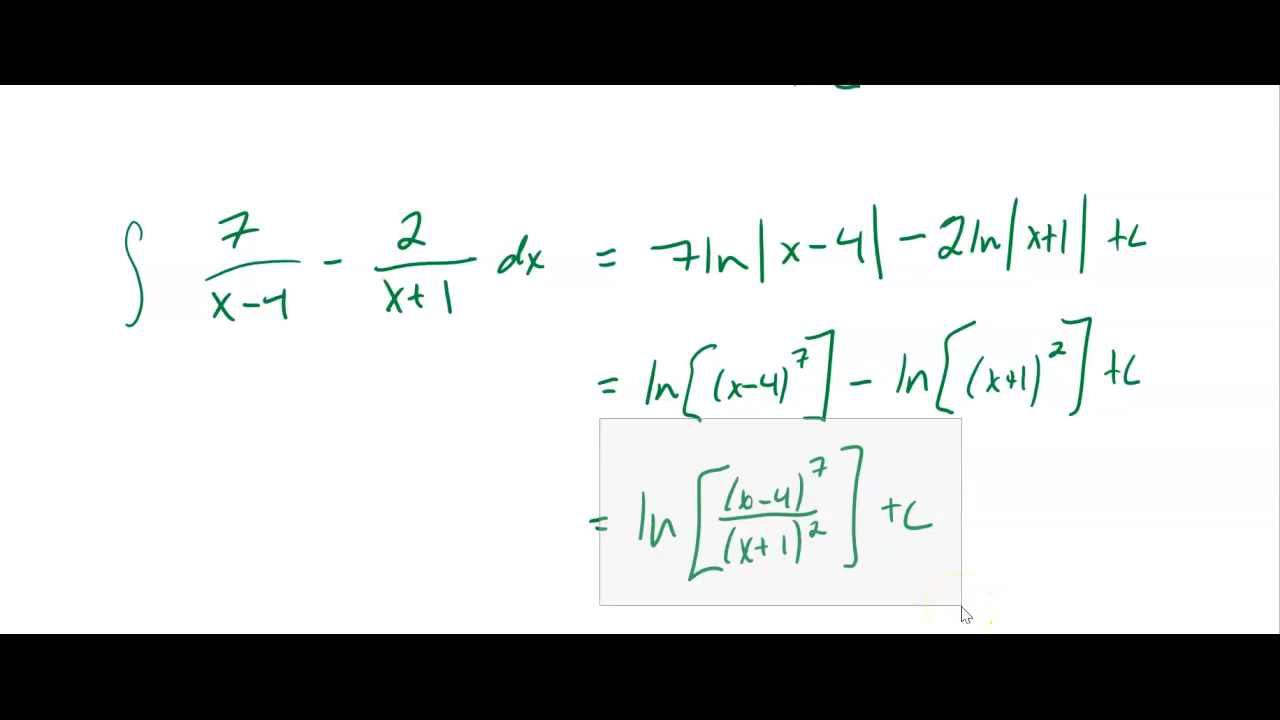 ∫ 7/(x-4) - 2/(x+1) dx = 7ln|x-4| - 2ln|x+1| +c
= ln[(x-4)^7] - ln[(x+1)^2] +c
= ln[(b-4)^7/(x+1)^2] +c